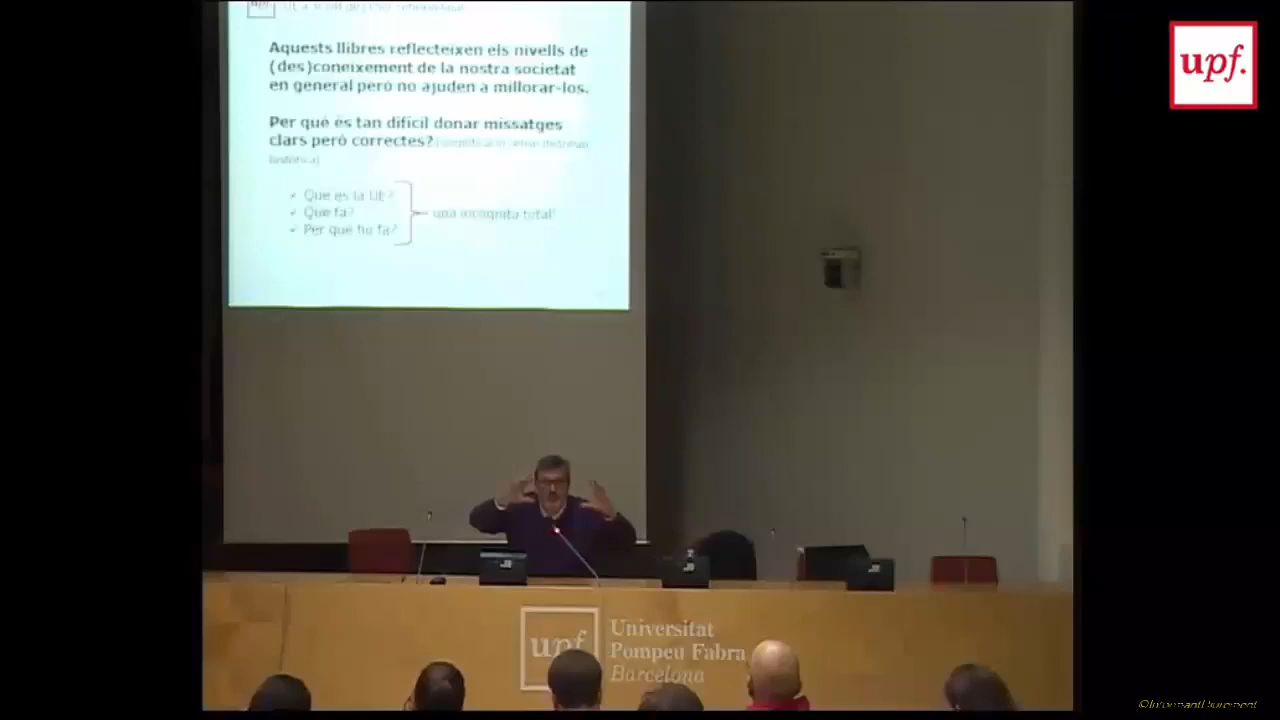 upf.
Aquests llibres reflecteixen els nivells de
(des)coneixement de la nostra societat
en general però no ajuden a millorar-los.
Per què és tan difícil donar missatges
clars però correctes?
✓ Què és la UE?
✓ Què fa?
✓ Per què ho fa?
una incògnita total!
upf.
Universitat
Pompeu Fabra
Barcelona